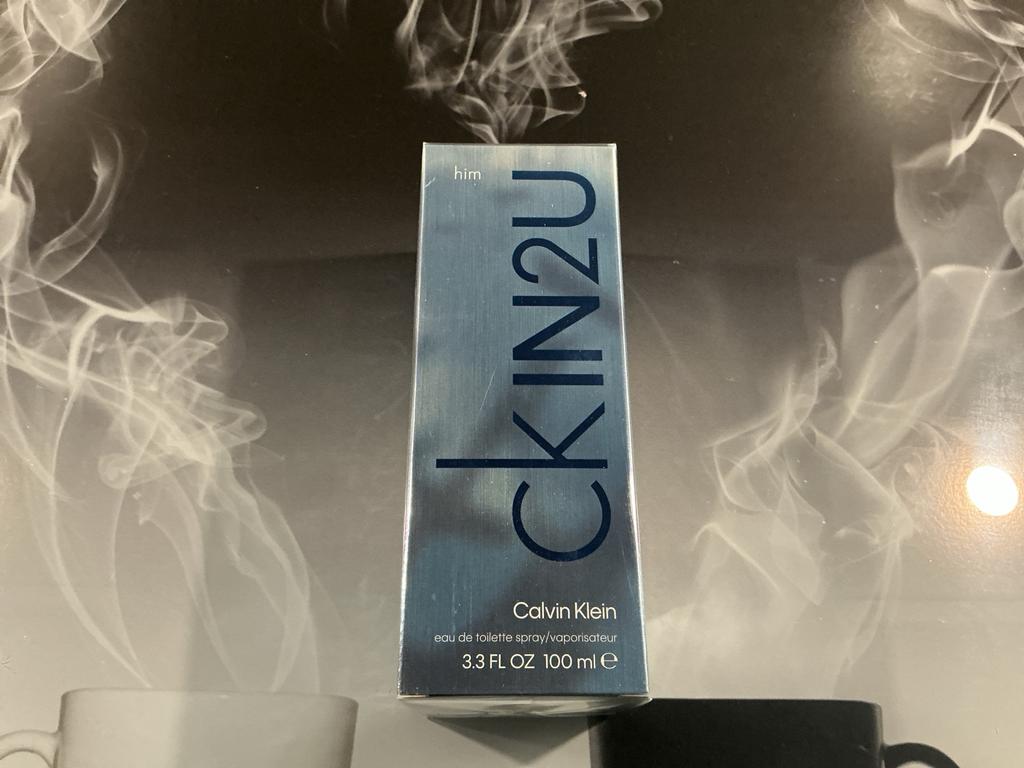 him
ckIN2U
Calvin Klein
eau de toilette spray/vaporisateur
3.3 FL OZ 100 ml ℮